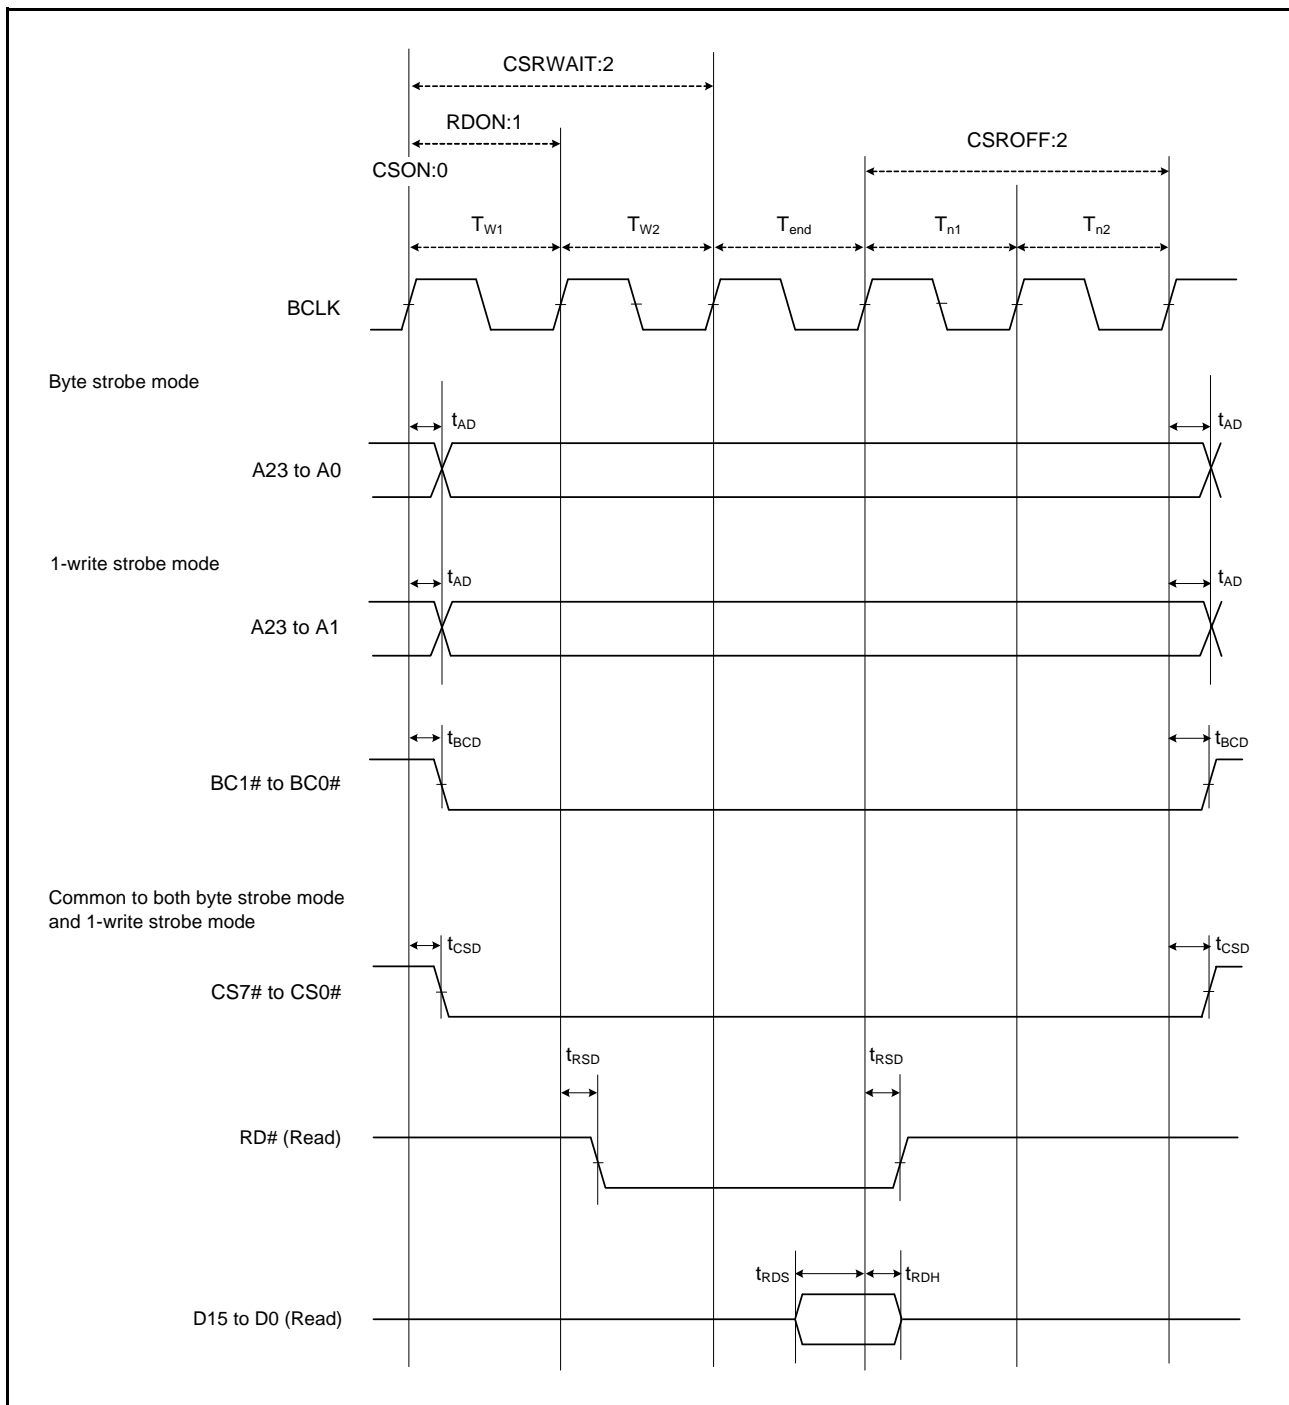 CSRWAIT:2
RDON:1
CSROFF:2
CSON:0
TW1 TW2 Tend Tn1 Tn2
BCLK
Byte strobe mode
tAD tAD
A23 to A0
1-write strobe mode
tAD tAD
A23 to A1
tBCD tBCD
BC1# to BC0#
Common to both byte strobe mode
and 1-write strobe mode
tCSD tCSD
CS7# to CS0#
tRSD tRSD
RD# (Read)
tRDS tRDH
D15 to D0 (Read)